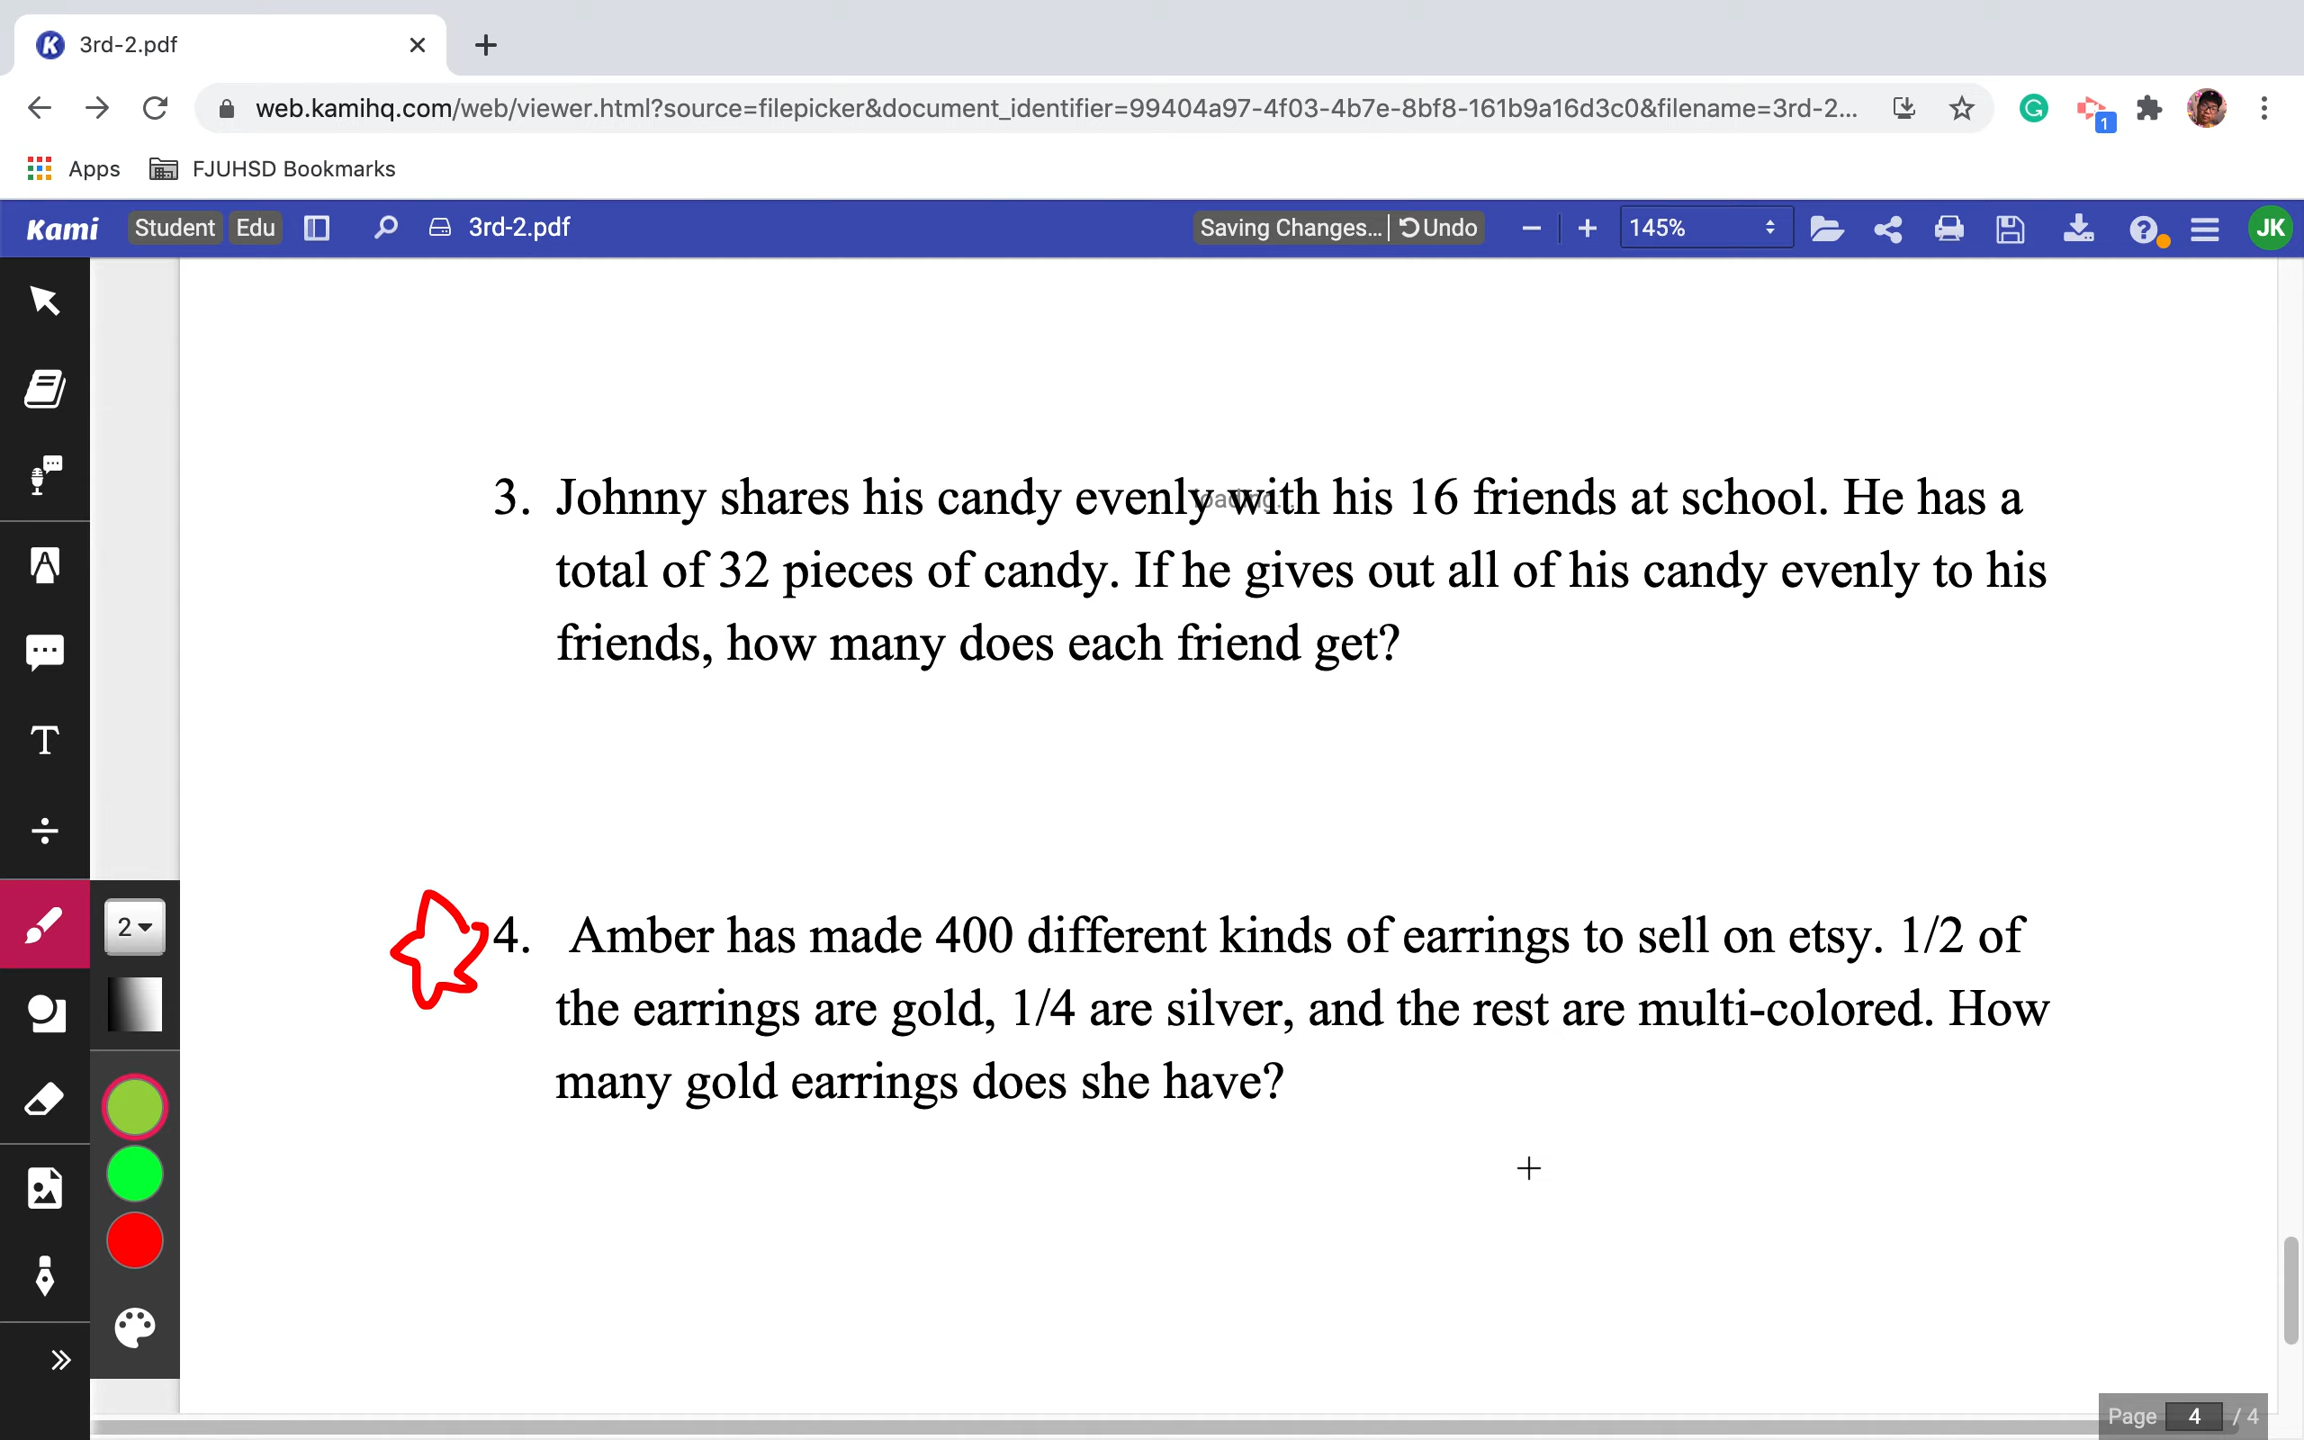 3rd-2.pdf
web.kamihq.com/web/viewer.html?source=filepicker&document_identifier=99404a97-4f03-4b7e-8bf8-161b9a16d3c0&filename=3rd-2...
1
Apps FJUHSD Bookmarks
Kami Student Edu 3rd-2.pdf Saving Changes... Undo 145% JK
3. Johnny shares his candy evenly with his 16 friends at school. He has a
loading...
total of 32 pieces of candy. If he gives out all of his candy evenly to his
friends, how many does each friend get?
2
4. Amber has made 400 different kinds of earrings to sell on etsy. 1/2 of
the earrings are gold, 1/4 are silver, and the rest are multi-colored. How
many gold earrings does she have?
Page 4 / 4